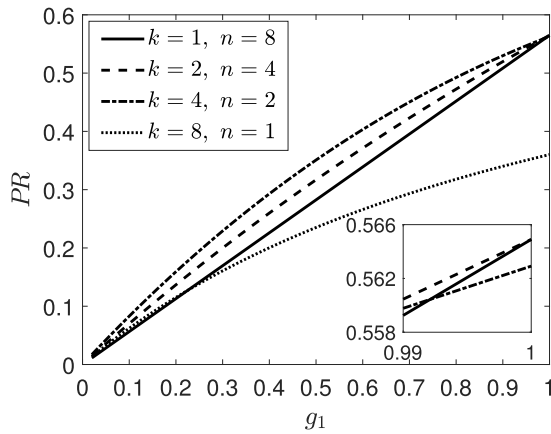 0.6
0.5
0.4
0.3
0.2
0.1
0
PR
k = 1, n = 8
k = 2, n = 4
k = 4, n = 2
k = 8, n = 1
0.566
0.562
0.558
0.99 1
0 0.1 0.2 0.3 0.4 0.5 0.6 0.7 0.8 0.9 1
g₁